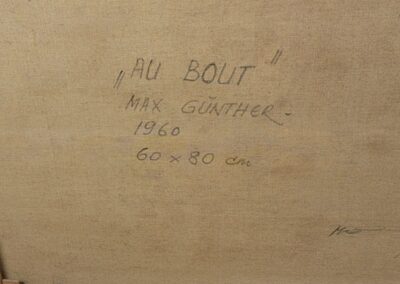 „AU BOUT"
MAX GÜNTHER-
1960
60 x 80 cm